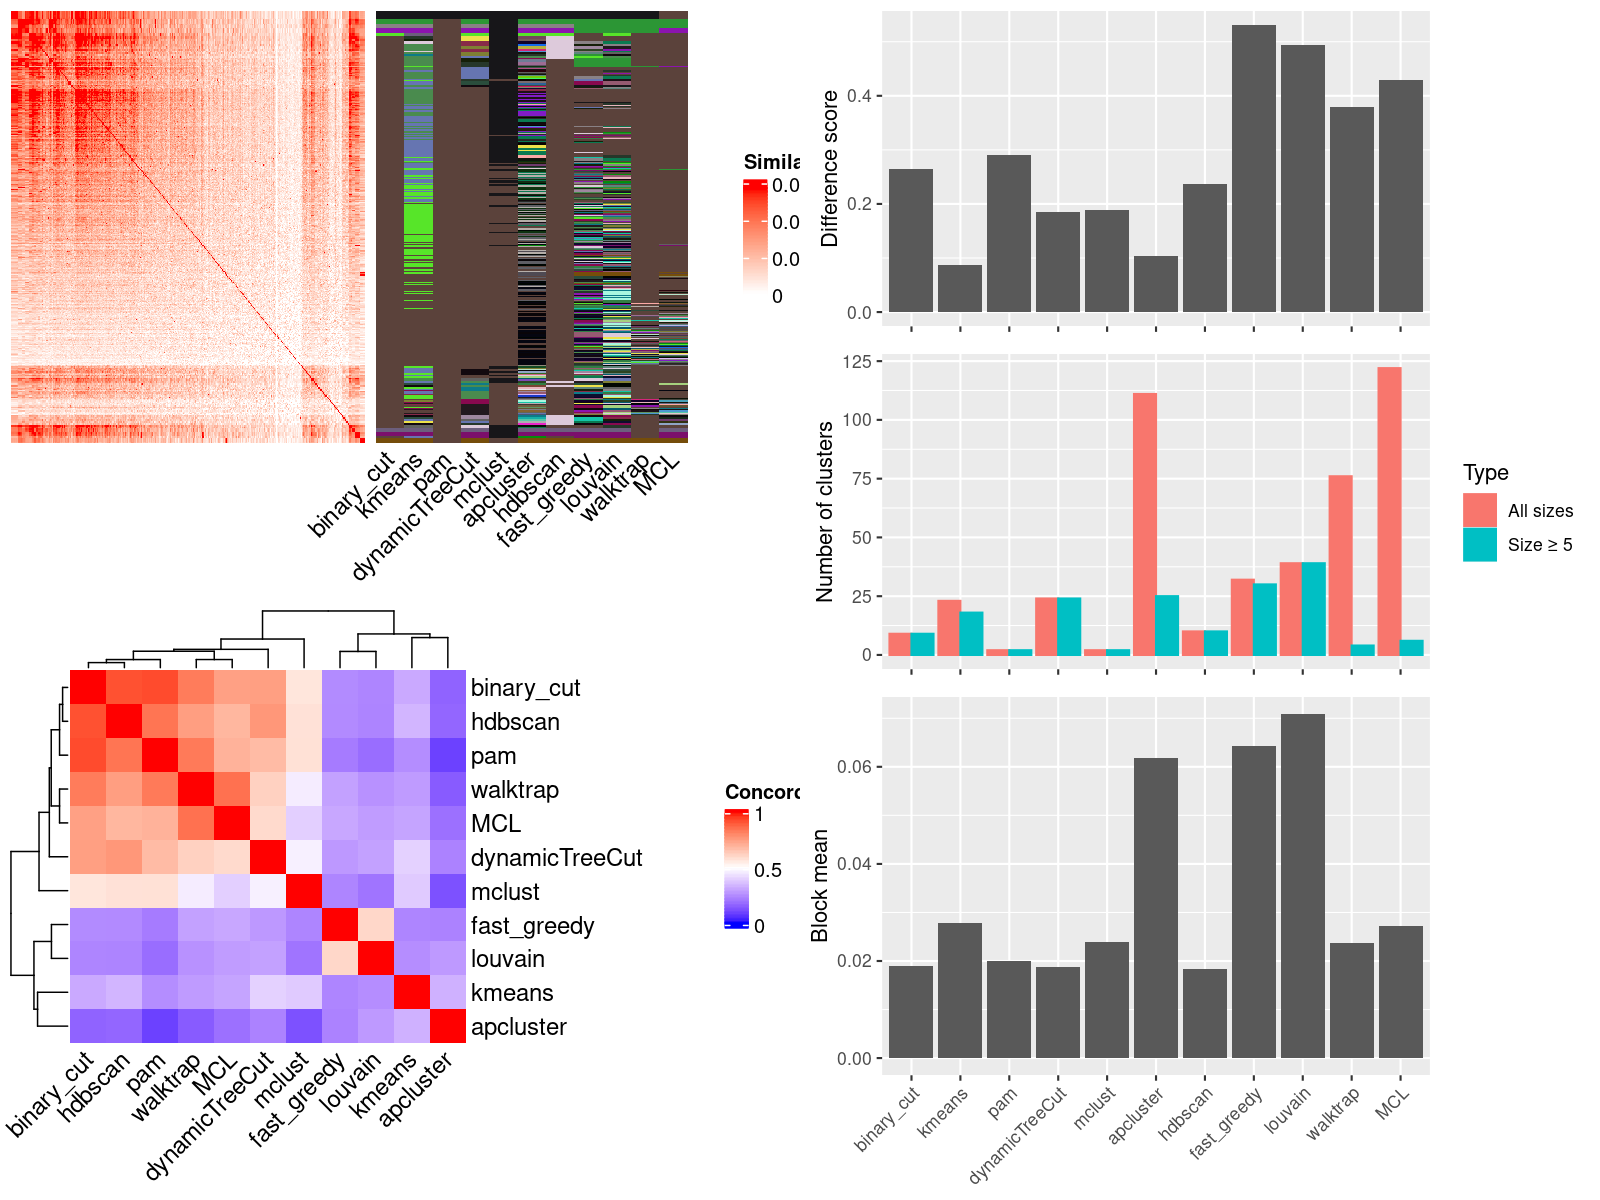 Simila
0.0
0.0
0.0
0
binary_cut
kmeans
pam
dynamicTreeCut
mclust
apcluster
hdbscan
fast_greedy
louvain
walktrap
MCL
binary_cut
hdbscan
pam
walktrap
MCL
dynamicTreeCut
mclust
fast_greedy
louvain
kmeans
apcluster
binary_cut
hdbscan
pam
walktrap
MCL
dynamicTreeCut
mclust
fast_greedy
louvain
kmeans
apcluster
Concord
1
0.5
0
Difference score
0.4
0.2
0.0
Number of clusters
125
100
75
50
25
0
Type
All sizes
Size ≥ 5
Block mean
0.06
0.04
0.02
0.00
binary_cut
kmeans
pam
dynamicTreeCut
mclust
apcluster
hdbscan
fast_greedy
louvain
walktrap
MCL